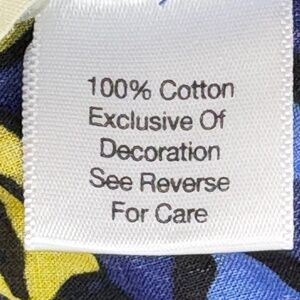 100% Cotton
Exclusive Of
Decoration
See Reverse
For Care